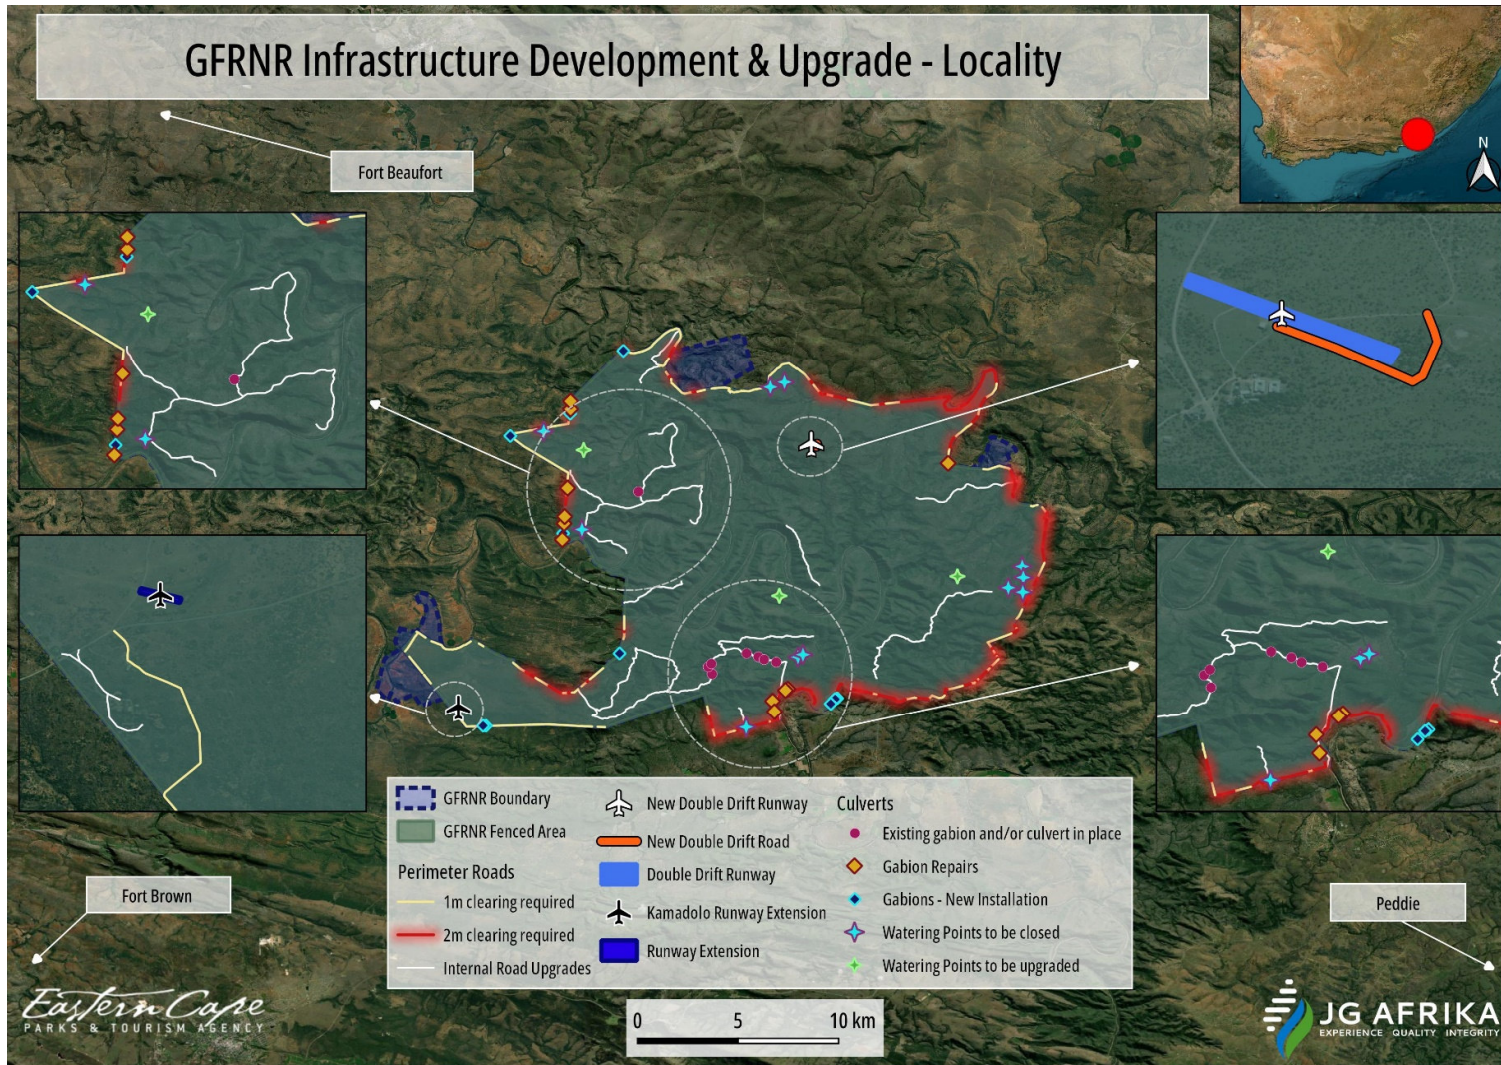 GFRNR Infrastructure Development & Upgrade - Locality
N
Fort Beaufort
Fort Brown
Peddie
GFRNR Boundary
GFRNR Fenced Area
Perimeter Roads
1m clearing required
2m clearing required
Internal Road Upgrades
New Double Drift Runway
New Double Drift Road
Double Drift Runway
Kamadolo Runway Extension
Runway Extension
Culverts
Existing gabion and/or culvert in place
Gabion Repairs
Gabions - New Installation
Watering Points to be closed
Watering Points to be upgraded
0 5 10 km
Eastern Cape
PARKS & TOURISM AGENCY
JG AFRIKA
EXPERIENCE QUALITY INTEGRITY